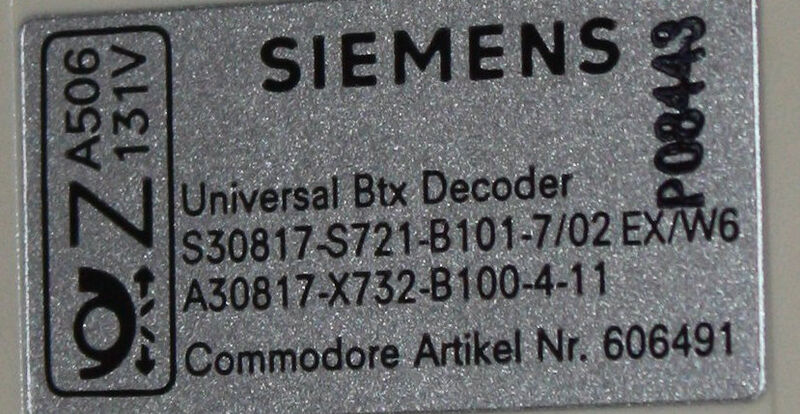 SIEMENS
P08443
Z A506
131V
Universal Btx Decoder
S30817-S721-B101-7/02 EX/W6
A30817-X732-B100-4-11
Commodore Artikel Nr. 606491